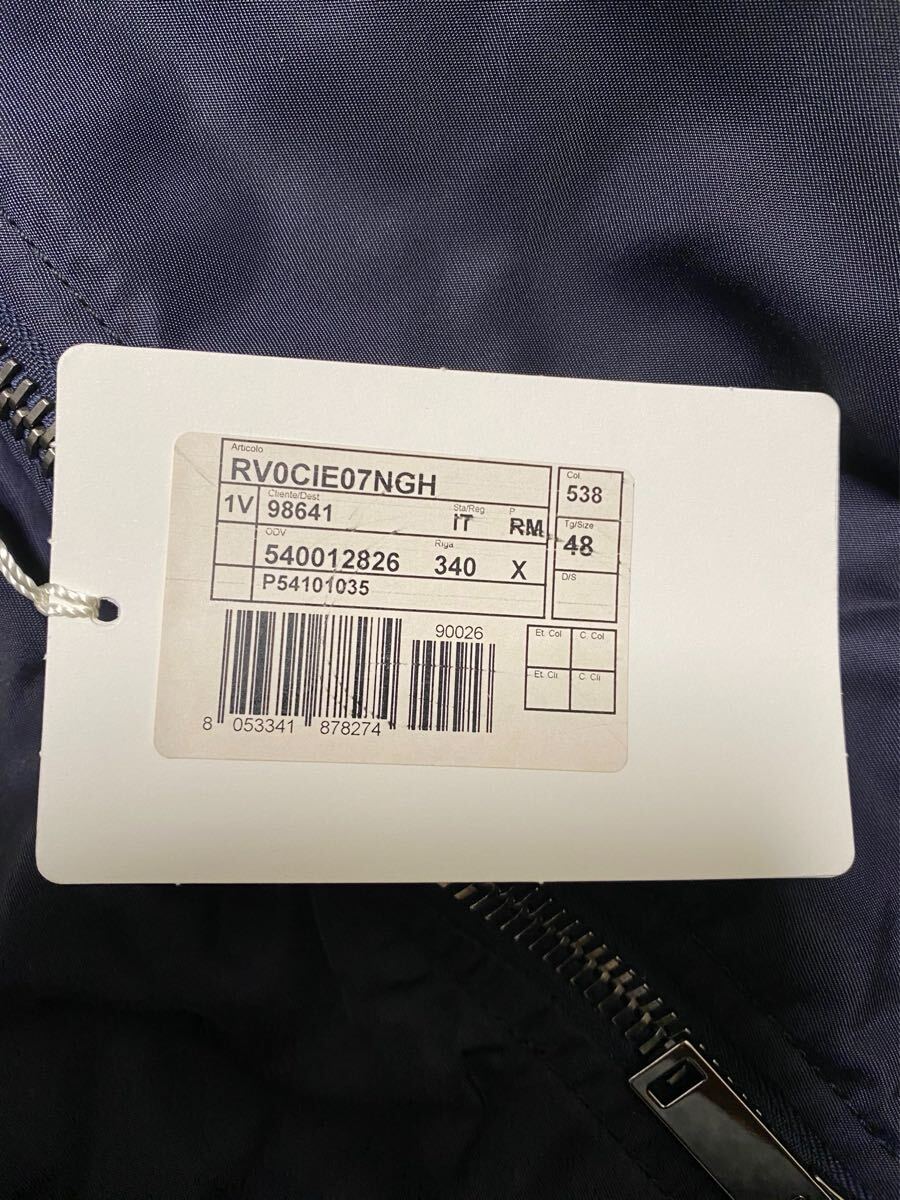 Articolo
RV0CIE07NGH
Col.
538
1V
Cliente/Dest
98641
Sta/Reg
IT
P
RM
Tg/Size
48
ODV
540012826
Riga
340
X
D/S
P54101035
90026
Et. Col
C. Col
Et. Cli
C. Cli
8 053341 878274